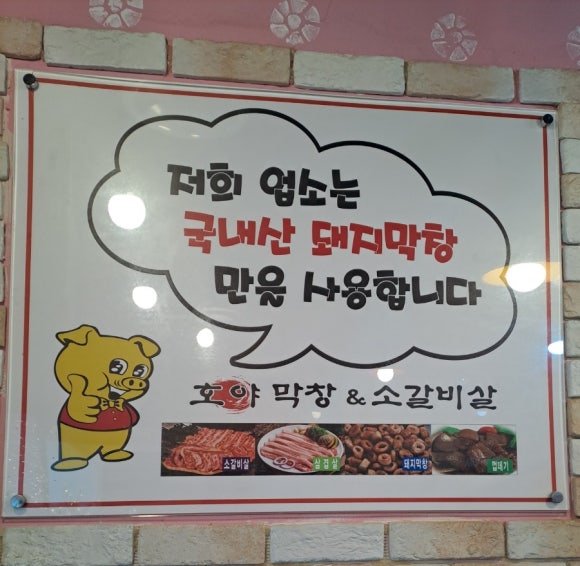 저희 업소는
국내산 돼지막창
만을 사용합니다
호야 막창 & 소갈비살
소갈비살
삼겹살
돼지막창
껍데기